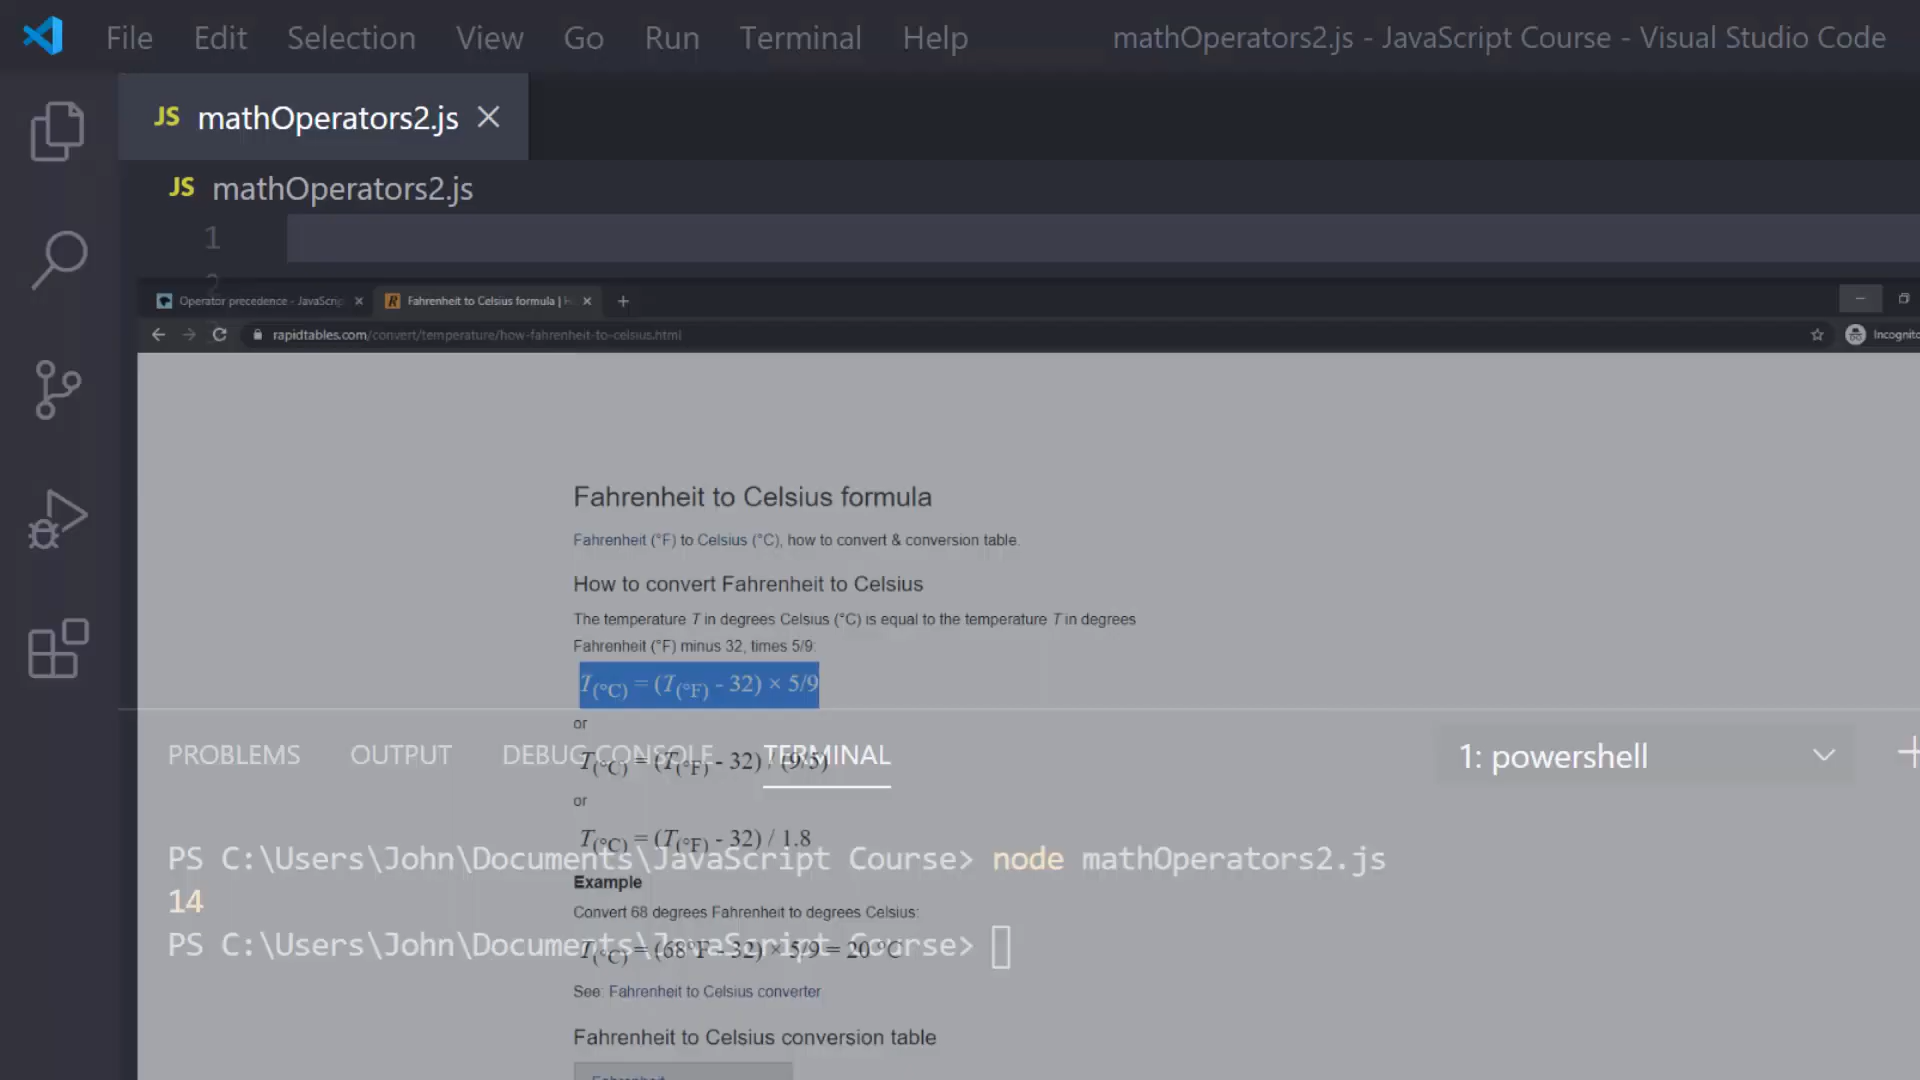 File Edit Selection View Go Run Terminal Help mathOperators2.js - JavaScript Course - Visual Studio Code
JS mathOperators2.js
JS mathOperators2.js
1
2
Operator precedence - JavaScrip
Fahrenheit to Celsius formula |
rapidtables.com/convert/temperature/how-fahrenheit-to-celsius.html
Incognito
Fahrenheit to Celsius formula
Fahrenheit (°F) to Celsius (°C), how to convert & conversion table.
How to convert Fahrenheit to Celsius
The temperature T in degrees Celsius (°C) is equal to the temperature T in degrees
Fahrenheit (°F) minus 32, times 5/9:
T(°C) = (T(°F) - 32) × 5/9
or
PROBLEMS OUTPUT DEBUG CONSOLE TERMINAL 1: powershell
T(°C) = (T(°F) - 32) / (9/5)
or
T(°C) = (T(°F) - 32) / 1.8
PS C:\Users\John\Documents\JavaScript Course> node mathOperators2.js
Example
14
Convert 68 degrees Fahrenheit to degrees Celsius:
PS C:\Users\John\Documents\JavaScript Course>
T(°C) = (68°F - 32) × 5/9 = 20 °C
See: Fahrenheit to Celsius converter
Fahrenheit to Celsius conversion table
Fahrenheit